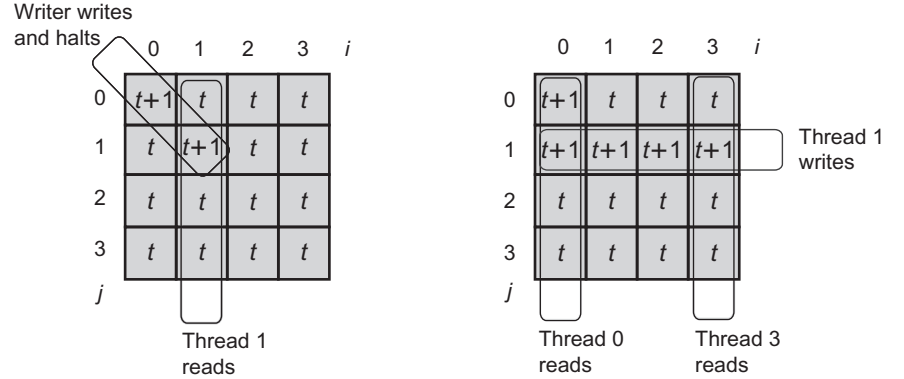 Writer writes
and halts
0 1 2 3 i
0 t+1 t t t
1 t t+1 t t
2 t t t t
3 t t t t
j
Thread 1
reads
0 1 2 3 i
0 t+1 t t t
1 t+1 t+1 t+1 t+1
2 t t t t
3 t t t t
j
Thread 1
writes
Thread 0
reads
Thread 3
reads